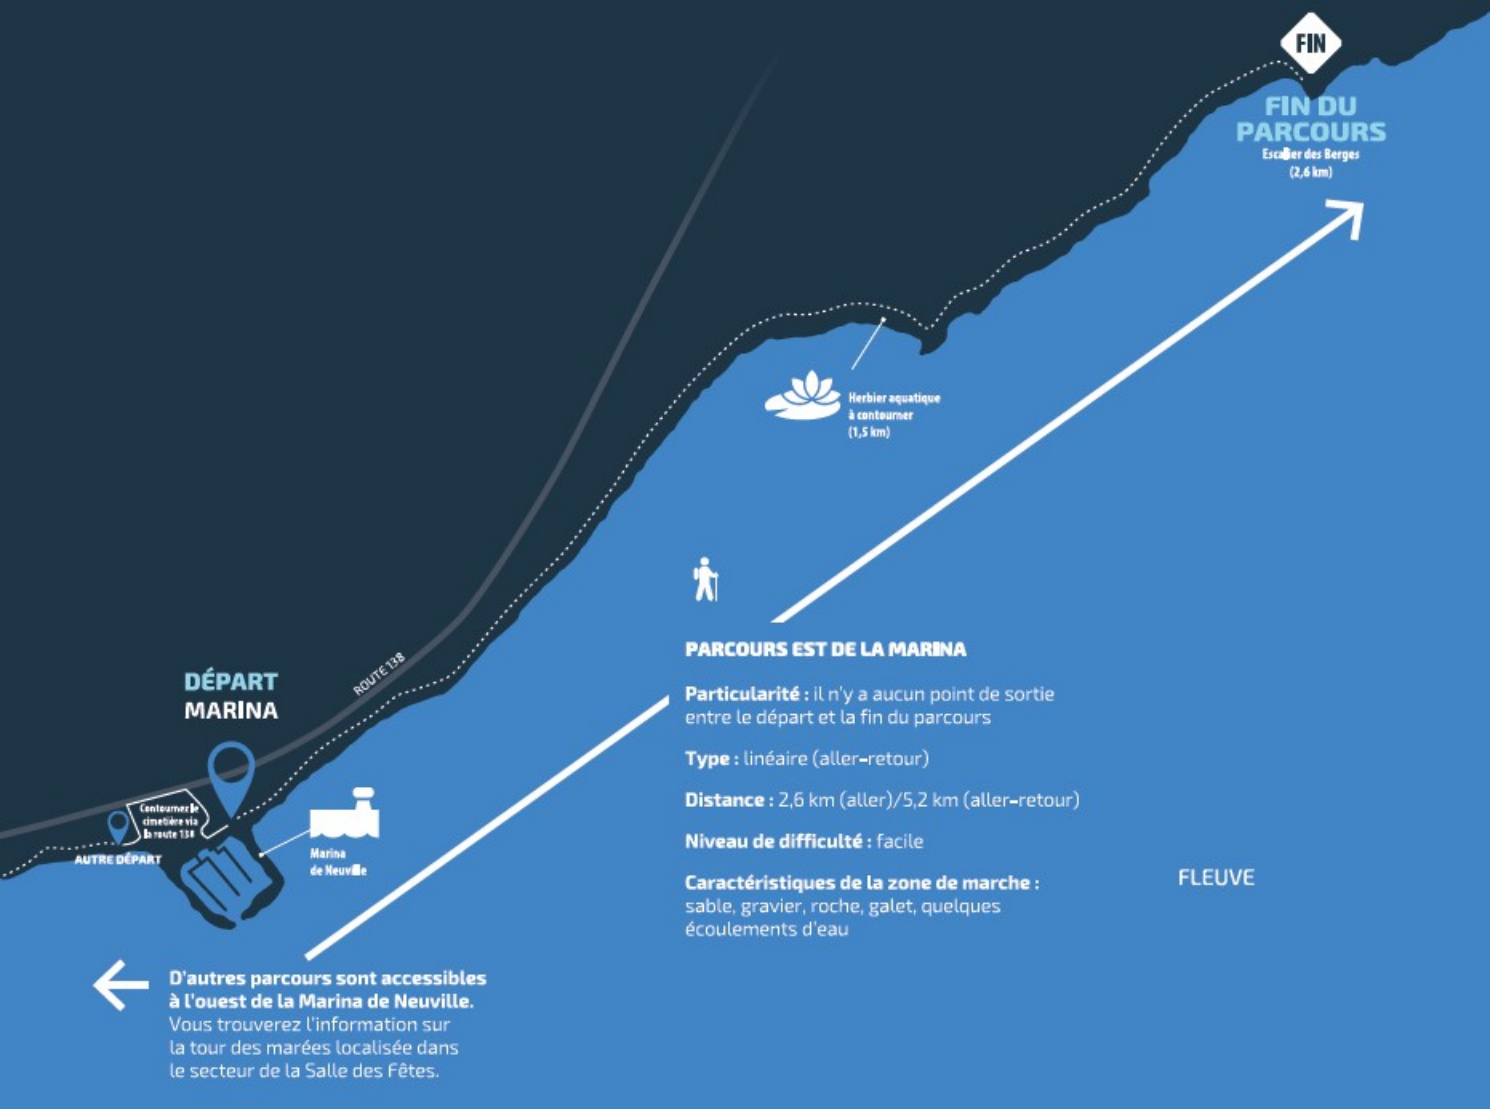 FIN
FIN DU
PARCOURS
Escalier des Berges
(2,6 km)
Herbier aquatique
à contourner
(1,5 km)
ROUTE 138
DÉPART
MARINA
Contournez le
cimetière via
la route 138
AUTRE DÉPART
Marina
de Neuville
PARCOURS EST DE LA MARINA
Particularité : il n'y a aucun point de sortie
entre le départ et la fin du parcours
Type : linéaire (aller-retour)
Distance : 2,6 km (aller)/5,2 km (aller-retour)
Niveau de difficulté : facile
Caractéristiques de la zone de marche :
sable, gravier, roche, galet, quelques
écoulements d'eau
FLEUVE
D'autres parcours sont accessibles
à l'ouest de la Marina de Neuville.
Vous trouverez l'information sur
la tour des marées localisée dans
le secteur de la Salle des Fêtes.